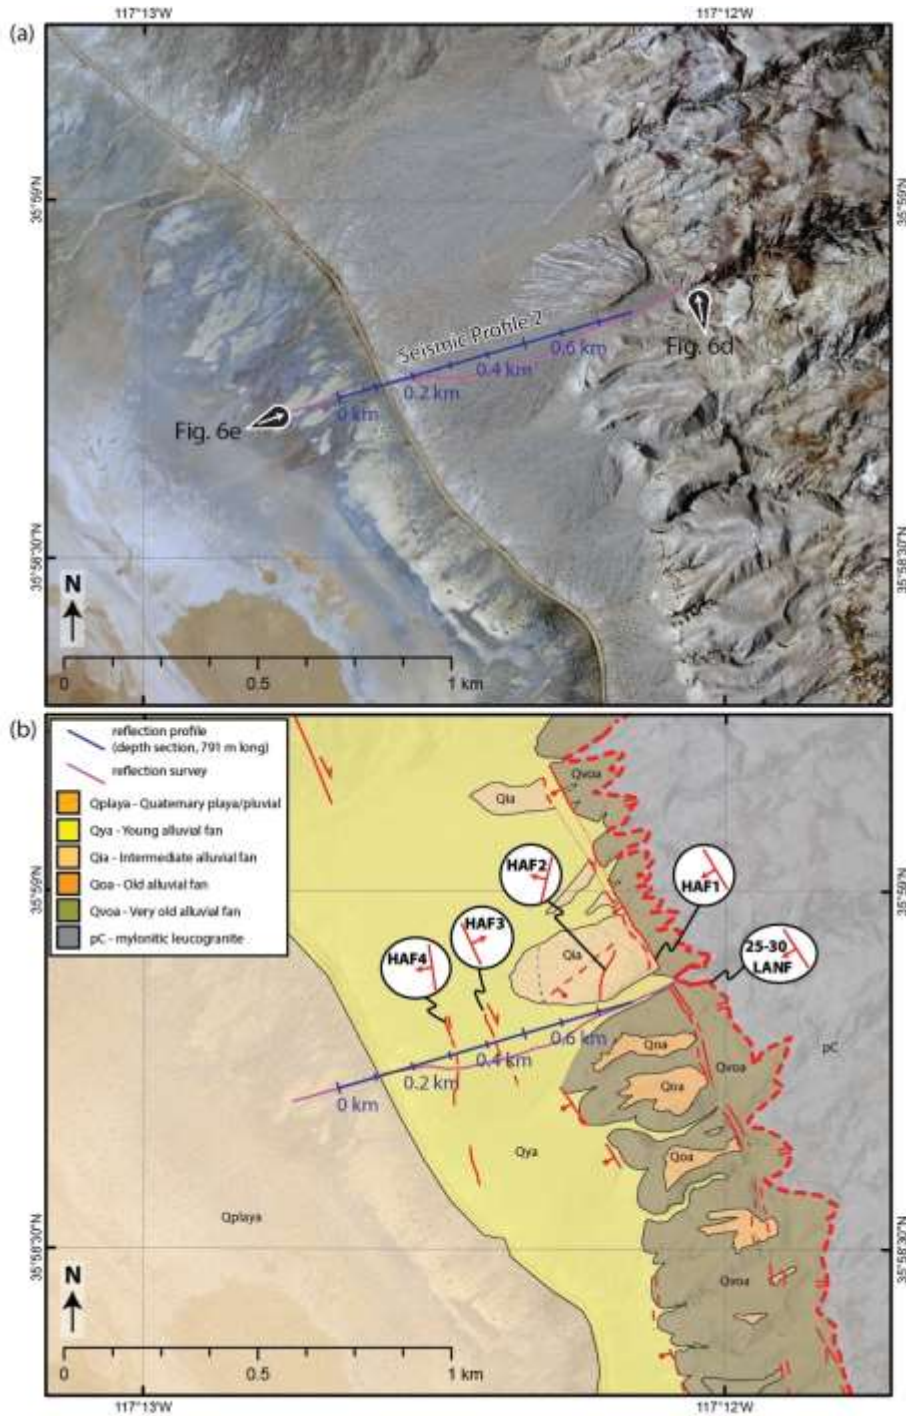 117°13'W
117°12'W
(a)
35°59'N
35°59'N
Seismic Profile 2
0.6 km
Fig. 6d
0.4 km
0.2 km
0 km
Fig. 6e
35°58'30"N
35°58'30"N
N
0
0.5
1 km
(b)
reflection profile
(depth section, 791 m long)
reflection survey
Qplaya - Quaternary playa/pluvial
Qya - Young alluvial fan
Qia - Intermediate alluvial fan
Qoa - Old alluvial fan
Qvoa - Very old alluvial fan
pC - mylonitic leucogranite
Qvoa
Qia
HAF2
HAF1
35°59'N
35°59'N
HAF3
HAF4
Qia
25-30
LANF
0.6 km
Qoa
pC
0.4 km
Qvoa
0.2 km
Qoa
0 km
Qya
Qoa
Qplaya
35°58'30"N
35°58'30"N
Qvoa
N
0
0.5
1 km
117°13'W
117°12'W